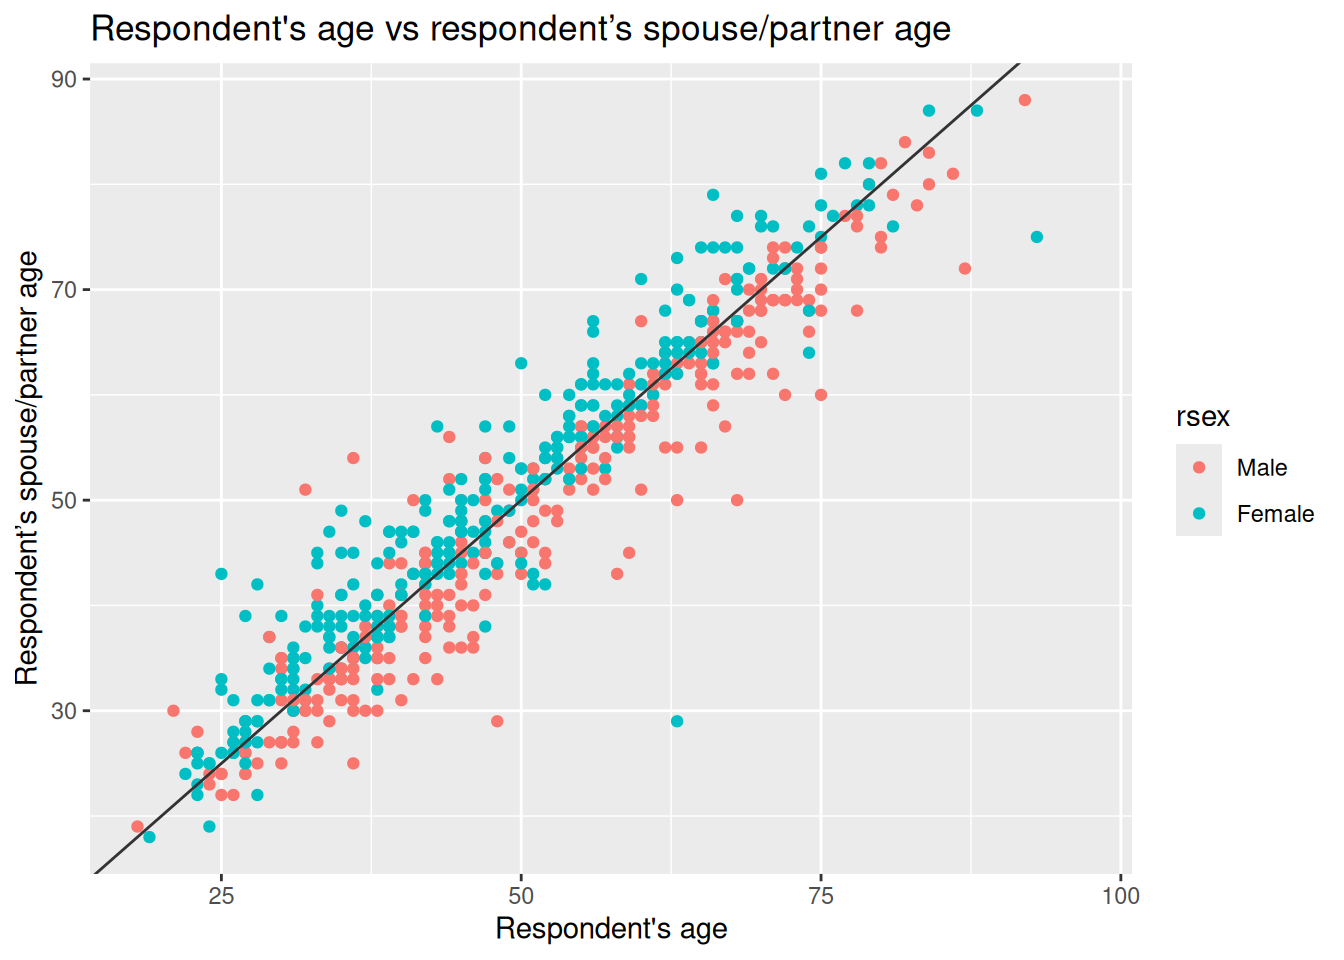 Respondent's age vs respondent’s spouse/partner age
90
70
50
30
Respondent’s spouse/partner age
25
50
75
100
Respondent's age
rsex
Male
Female